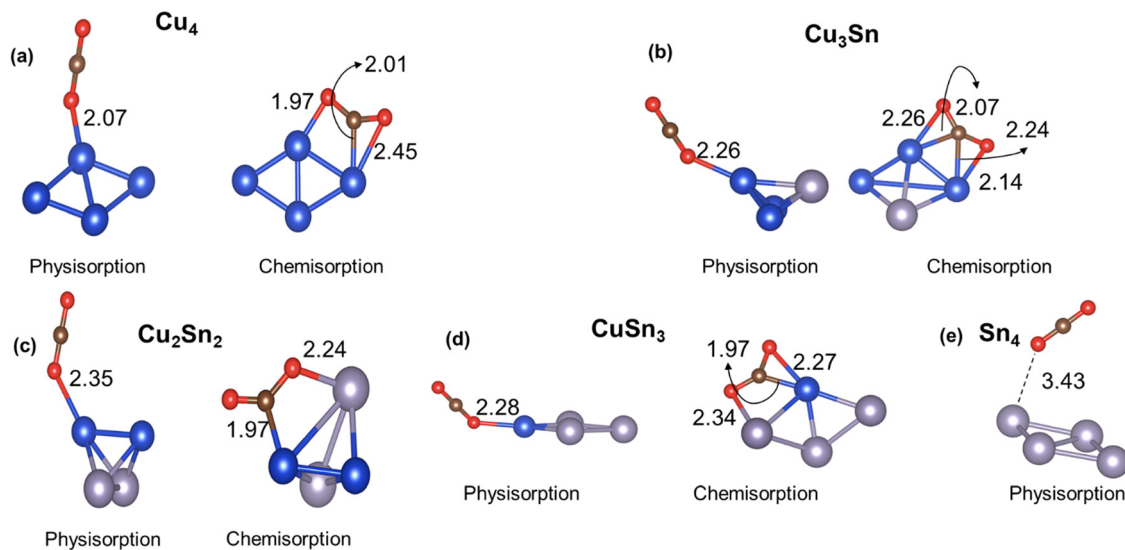 Cu₄
(a)
2.07
1.97
2.01
2.45
Physisorption
Chemisorption
Cu₃Sn
(b)
2.26
2.26
2.07
2.24
2.14
Physisorption
Chemisorption
Cu₂Sn₂
(c)
2.35
2.24
1.97
Physisorption
Chemisorption
CuSn₃
(d)
2.28
1.97
2.27
2.34
Physisorption
Chemisorption
(e) Sn₄
3.43
Physisorption